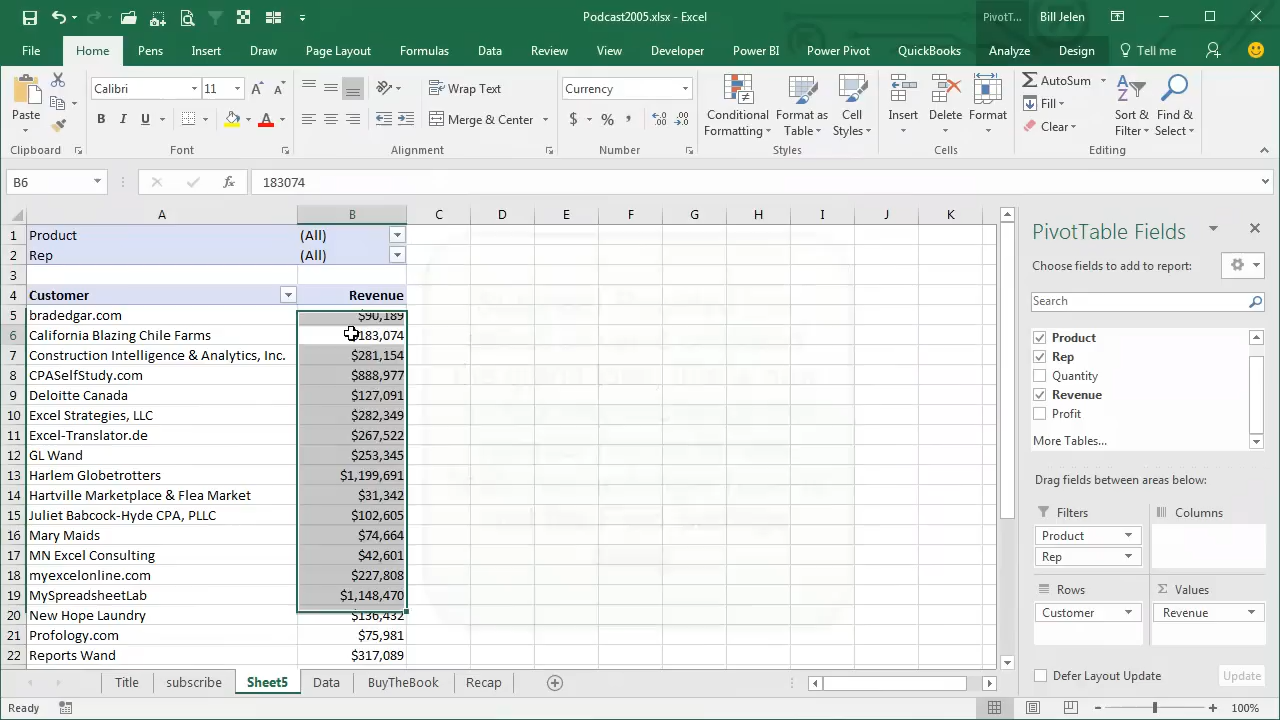 Podcast2005.xlsx - Excel
PivotT...
Bill Jelen
File Home Pens Insert Draw Page Layout Formulas Data Review View Developer Power BI Power Pivot QuickBooks Analyze Design Tell me
Paste
Calibri 11
B I U A
Wrap Text
Merge & Center
Currency
$ % ,
Conditional Formatting
Format as Table
Cell Styles
Insert Delete Format
AutoSum
Fill
Clear
Sort & Filter
Find & Select
Clipboard Font Alignment Number Styles Cells Editing
B6 fx 183074
A B C D E F G H I J K
1 Product (All)
2 Rep (All)
3
4 Customer Revenue
5 bradedgar.com $90,189
6 California Blazing Chile Farms 183,074
7 Construction Intelligence & Analytics, Inc. $281,154
8 CPASelfStudy.com $888,977
9 Deloitte Canada $127,091
10 Excel Strategies, LLC $282,349
11 Excel-Translator.de $267,522
12 GL Wand $253,345
13 Harlem Globetrotters $1,199,691
14 Hartville Marketplace & Flea Market $31,342
15 Juliet Babcock-Hyde CPA, PLLC $102,605
16 Mary Maids $74,664
17 MN Excel Consulting $42,601
18 myexcelonline.com $227,808
19 MySpreadsheetLab $1,148,470
20 New Hope Laundry $136,432
21 Profology.com $75,981
22 Reports Wand $317,089
PivotTable Fields
Choose fields to add to report:
Search
Product
Rep
Quantity
Revenue
Profit
More Tables...
Drag fields between areas below:
Filters Columns
Product
Rep
Rows Σ Values
Customer Revenue
Defer Layout Update Update
Title subscribe Sheet5 Data BuyTheBook Recap
Ready 100%